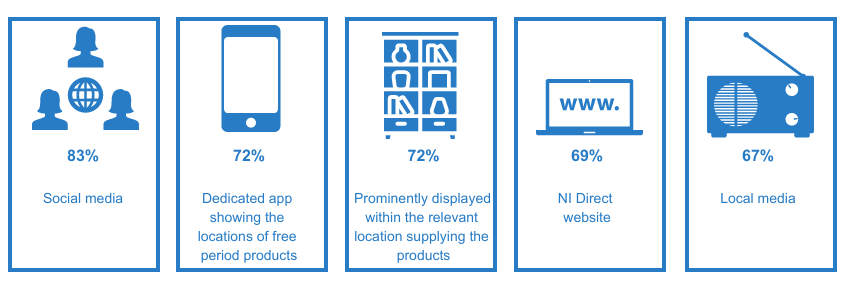 83%
Social media
72%
Dedicated app
showing the
locations of free
period products
72%
Prominently displayed
within the relevant
location supplying the
products
www.
69%
NI Direct
website
67%
Local media